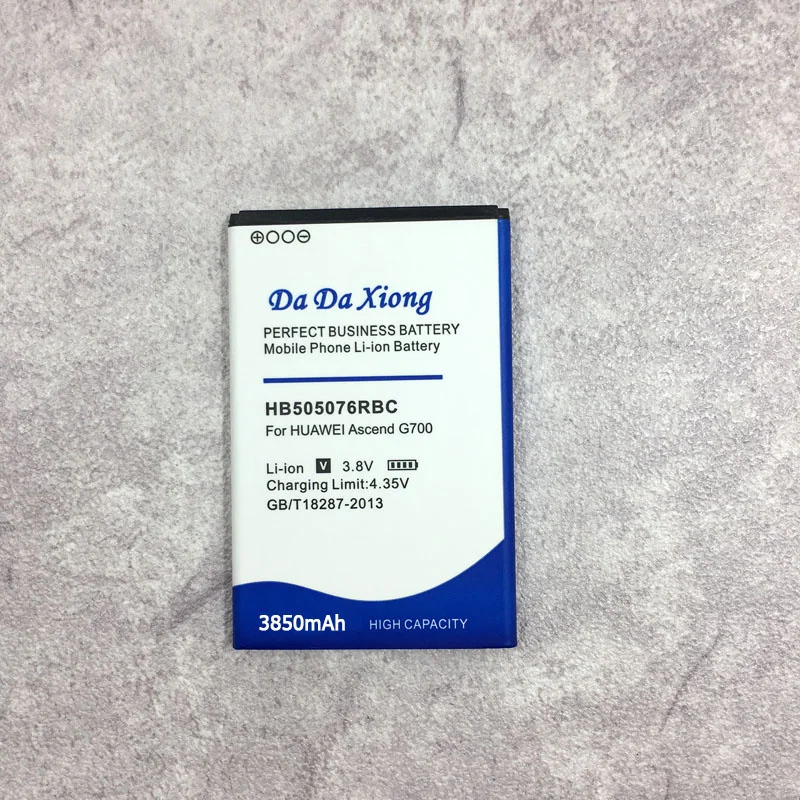 ⊕○○⊖
Da Da Xiong
PERFECT BUSINESS BATTERY
Mobile Phone Li-ion Battery
HB505076RBC
For HUAWEI Ascend G700
Li-ion V 3.8V
Charging Limit:4.35V
GB/T18287-2013
3850mAh HIGH CAPACITY